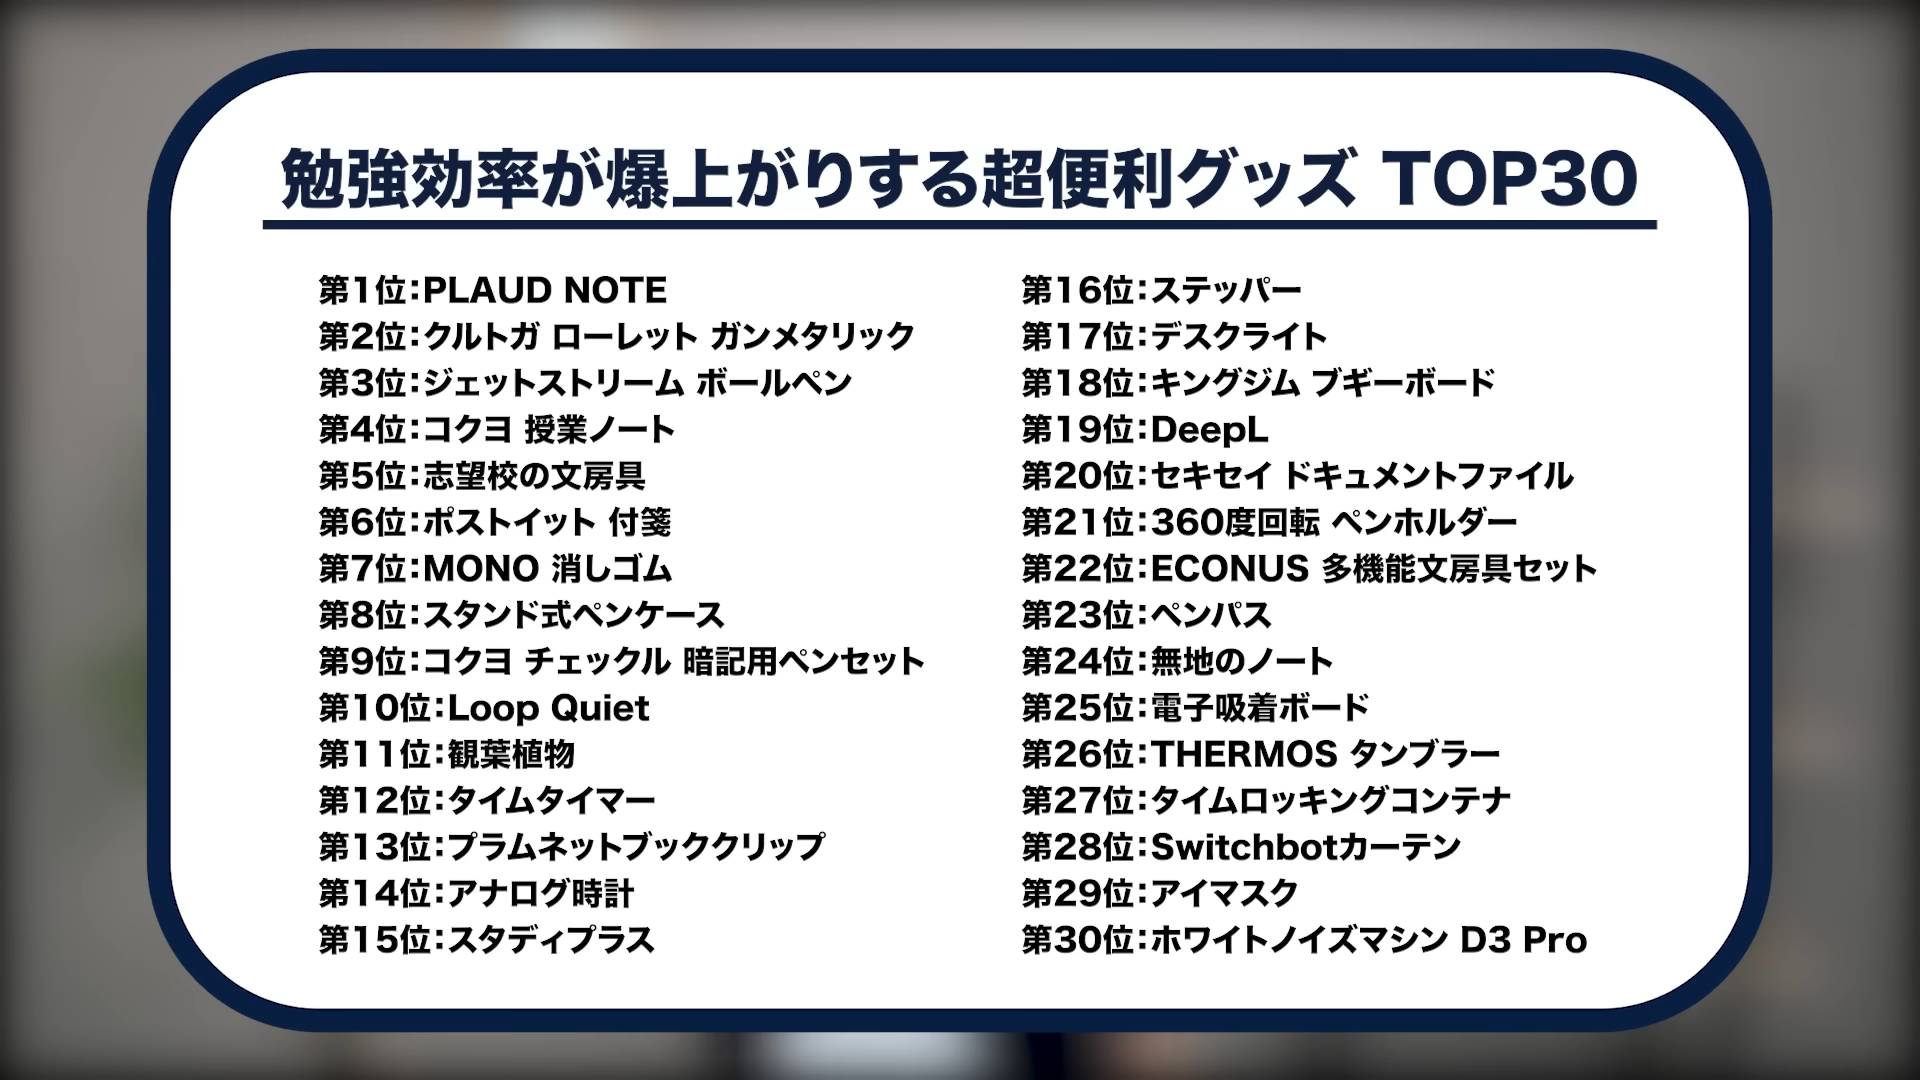 勉強効率が爆上がりする超便利グッズ TOP30
第1位:PLAUD NOTE
第2位:クルトガ ローレット ガンメタリック
第3位:ジェットストリーム ボールペン
第4位:コクヨ 授業ノート
第5位:志望校の文房具
第6位:ポストイット 付箋
第7位:MONO 消しゴム
第8位:スタンド式ペンケース
第9位:コクヨ チェックル 暗記用ペンセット
第10位:Loop Quiet
第11位:観葉植物
第12位:タイムタイマー
第13位:プラムネットブッククリップ
第14位:アナログ時計
第15位:スタディプラス
第16位:ステッパー
第17位:デスクライト
第18位:キングジム ブギーボード
第19位:DeepL
第20位:セキセイ ドキュメントファイル
第21位:360度回転 ペンホルダー
第22位:ECONUS 多機能文房具セット
第23位:ペンパス
第24位:無地のノート
第25位:電子吸着ボード
第26位:THERMOS タンブラー
第27位:タイムロッキングコンテナ
第28位:Switchbotカーテン
第29位:アイマスク
第30位:ホワイトノイズマシン D3 Pro